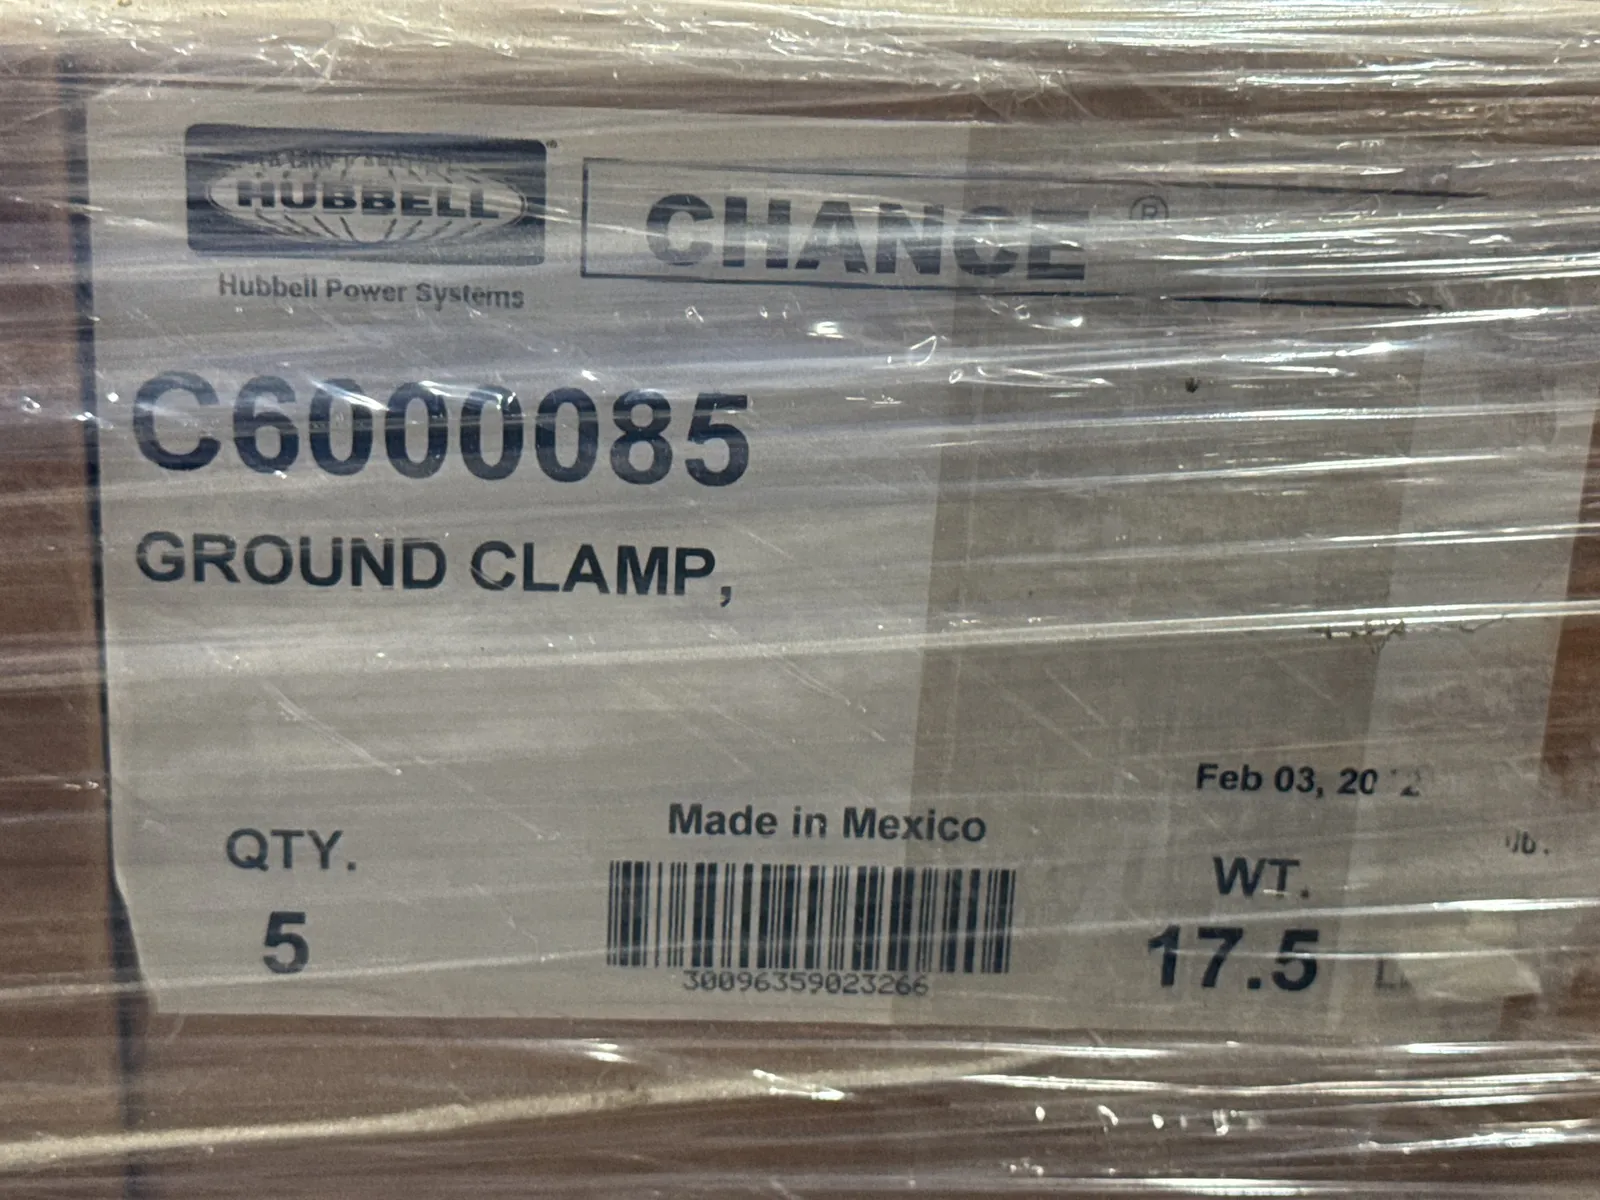 HUBBELL
CHANCE ®
Hubbell Power Systems
C6000085
GROUND CLAMP,
Feb 03,
Made in Mexico
QTY.
WT.
5
17.5
30096359023266